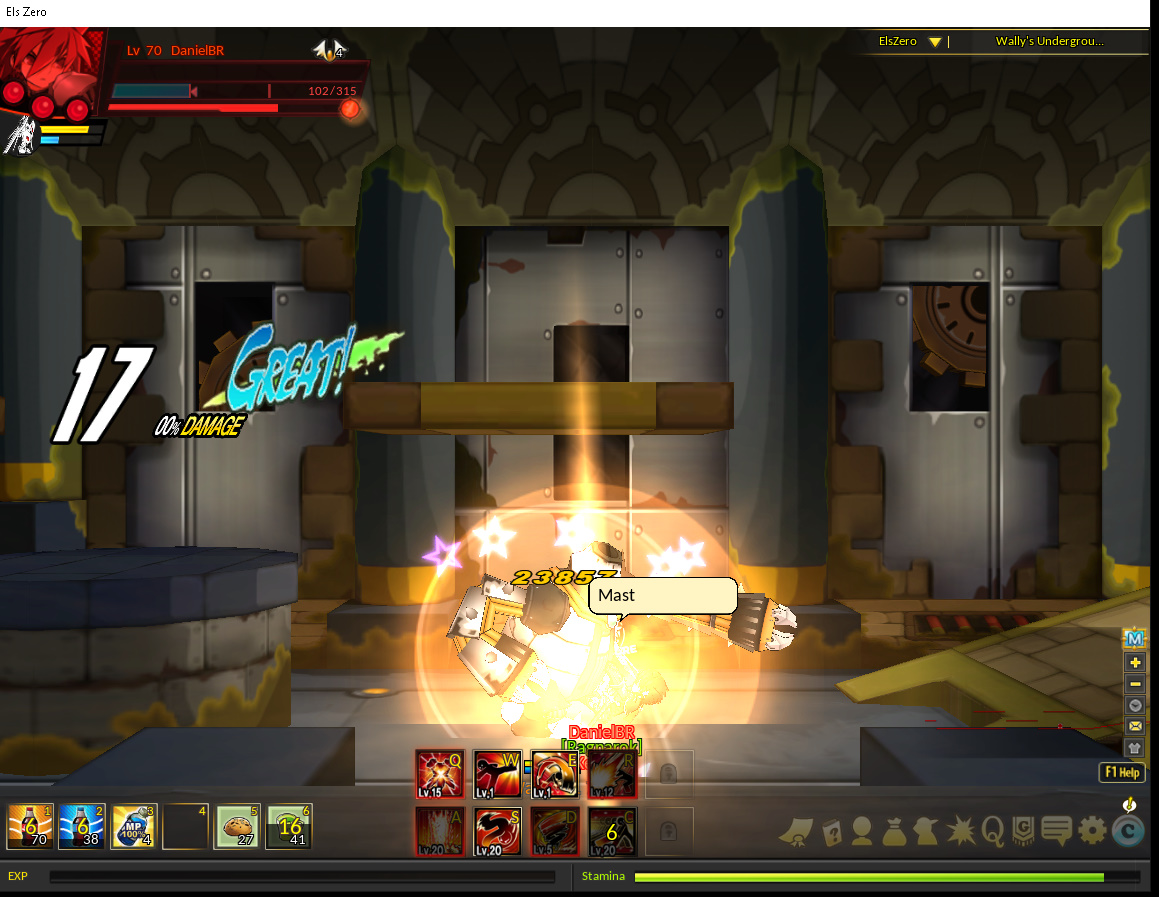 Els Zero
Lv 70 DanielBR
4
ElsZero
Wally's Undergrou...
102/315
17
GREAT!
00% DAMAGE
23857
Mast
DanielBR
[Ragnarok]
M
F1 Help
Q W E R
Lv.15 Lv.1 Lv.1 Lv.12
A S D C
6
Lv.20 Lv.20 Lv.5 Lv.20
1 2 3 4 5 6
6 6 MP 100% 16
70 38 4 27 41
Q
C
EXP
Stamina